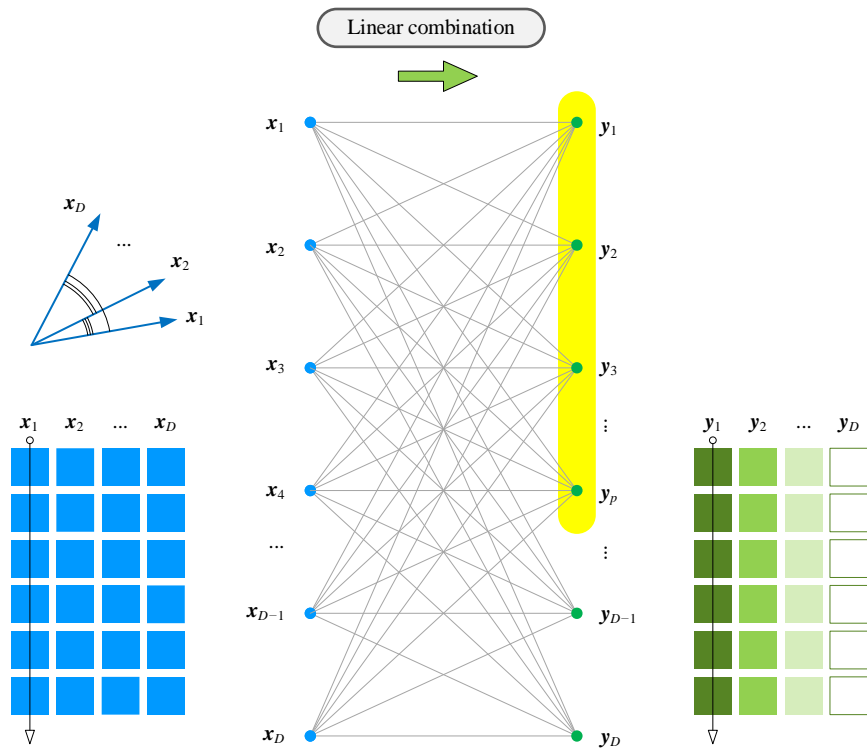 Linear combination
x1 y1
xD
...
x2 y2
x2
x1
x3 y3
⋮
x1 x2 ... xD
y1 y2 ... yD
x4 yp
...
⋮
xD−1 yD−1
xD yD